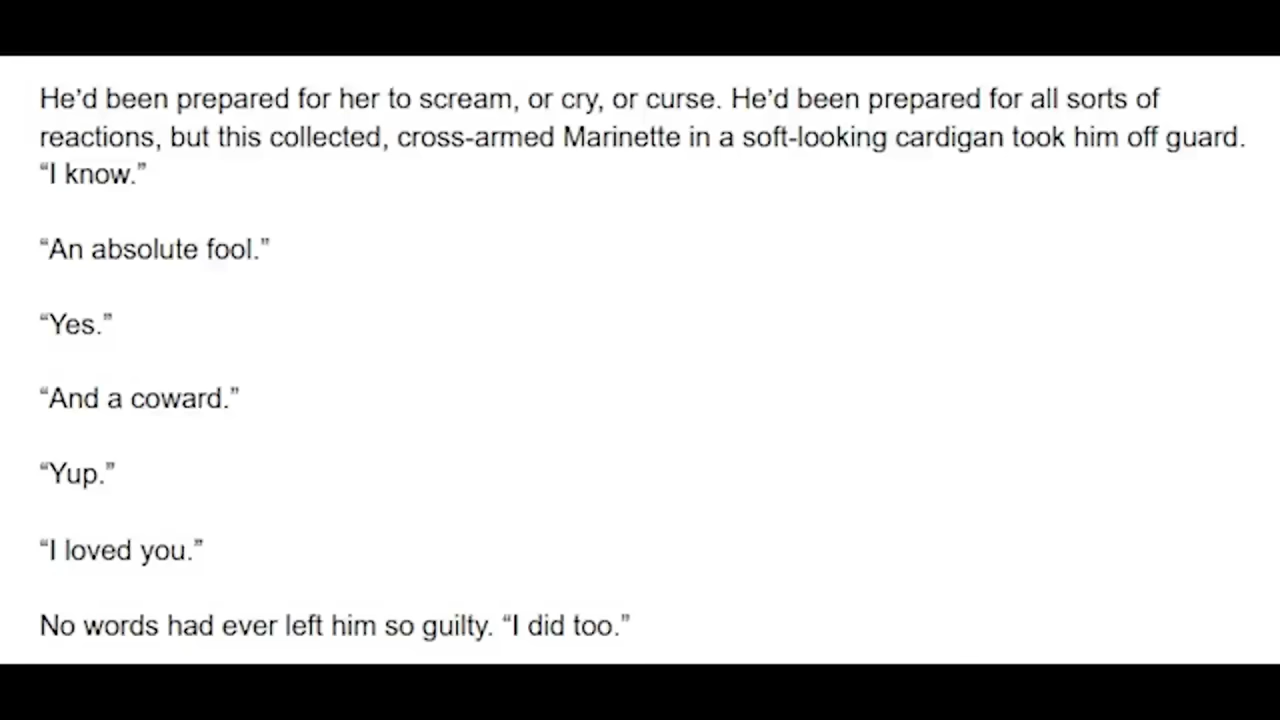 He’d been prepared for her to scream, or cry, or curse. He’d been prepared for all sorts of
reactions, but this collected, cross-armed Marinette in a soft-looking cardigan took him off guard.
“I know.”
“An absolute fool.”
“Yes.”
“And a coward.”
“Yup.”
“I loved you.”
No words had ever left him so guilty. “I did too.”